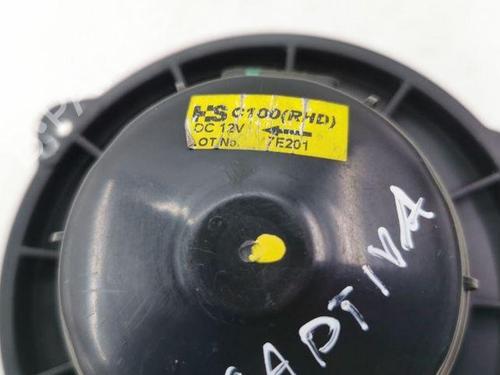 HS C100(RHD)
DC 12V
LOT No. 7E201
CAPTIVA